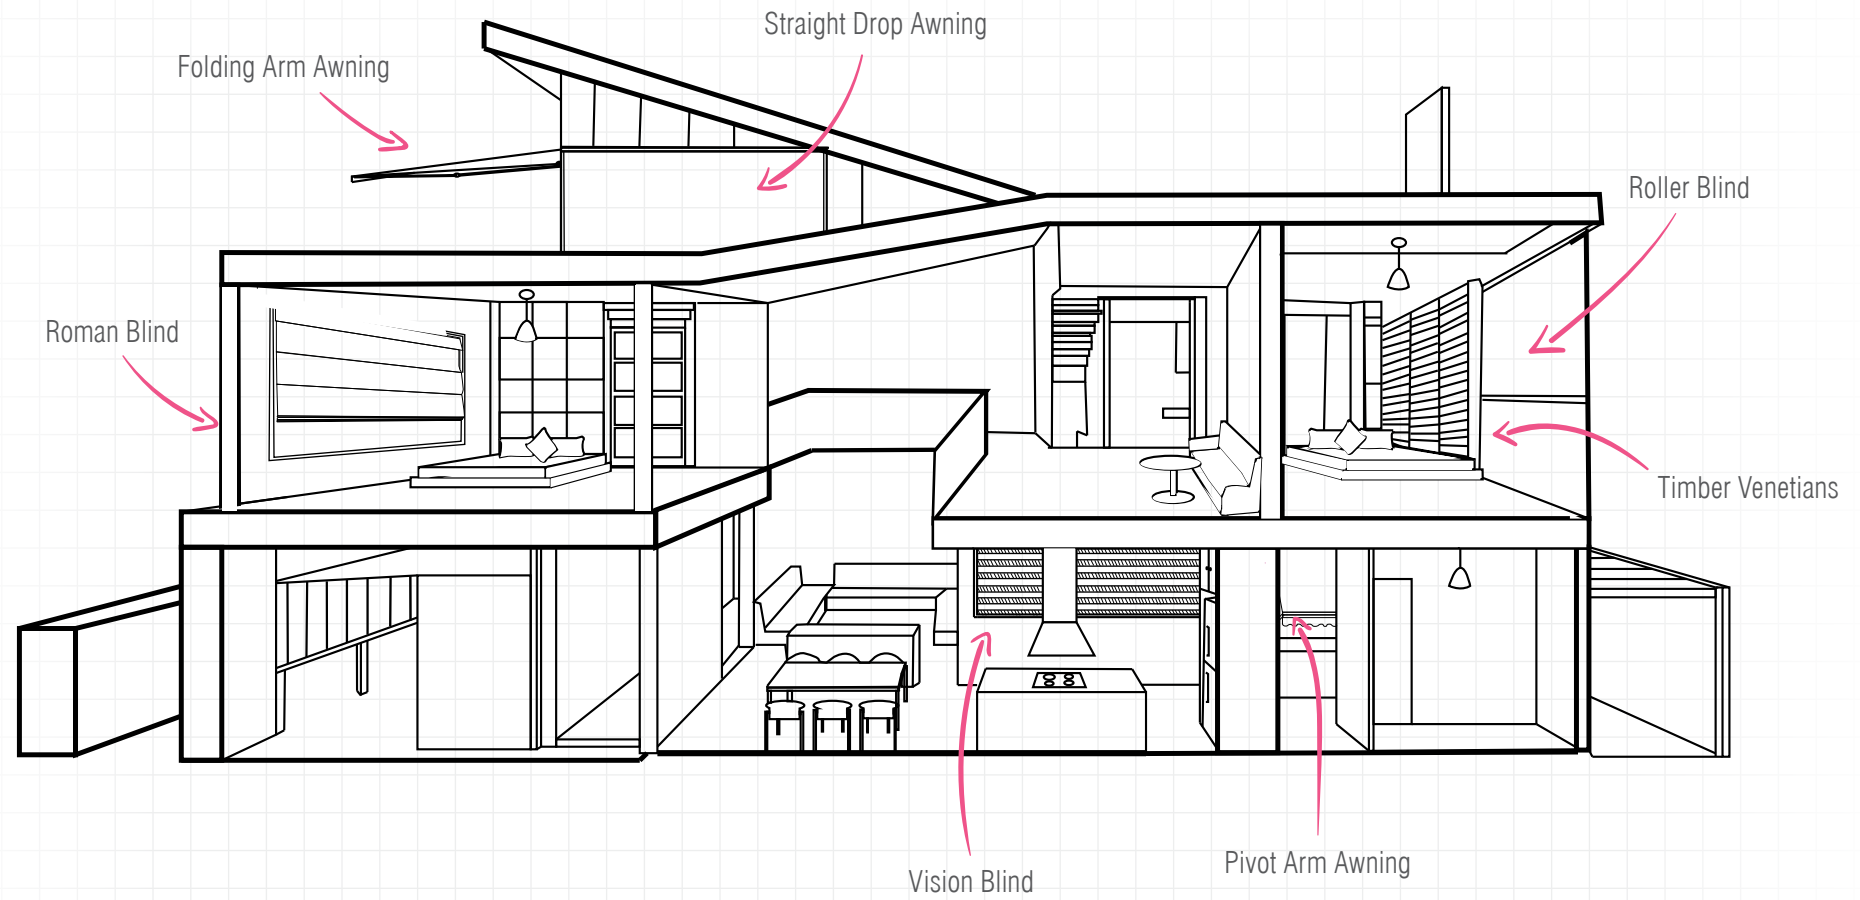 Straight Drop Awning
Folding Arm Awning
Roller Blind
Roman Blind
Timber Venetians
Pivot Arm Awning
Vision Blind